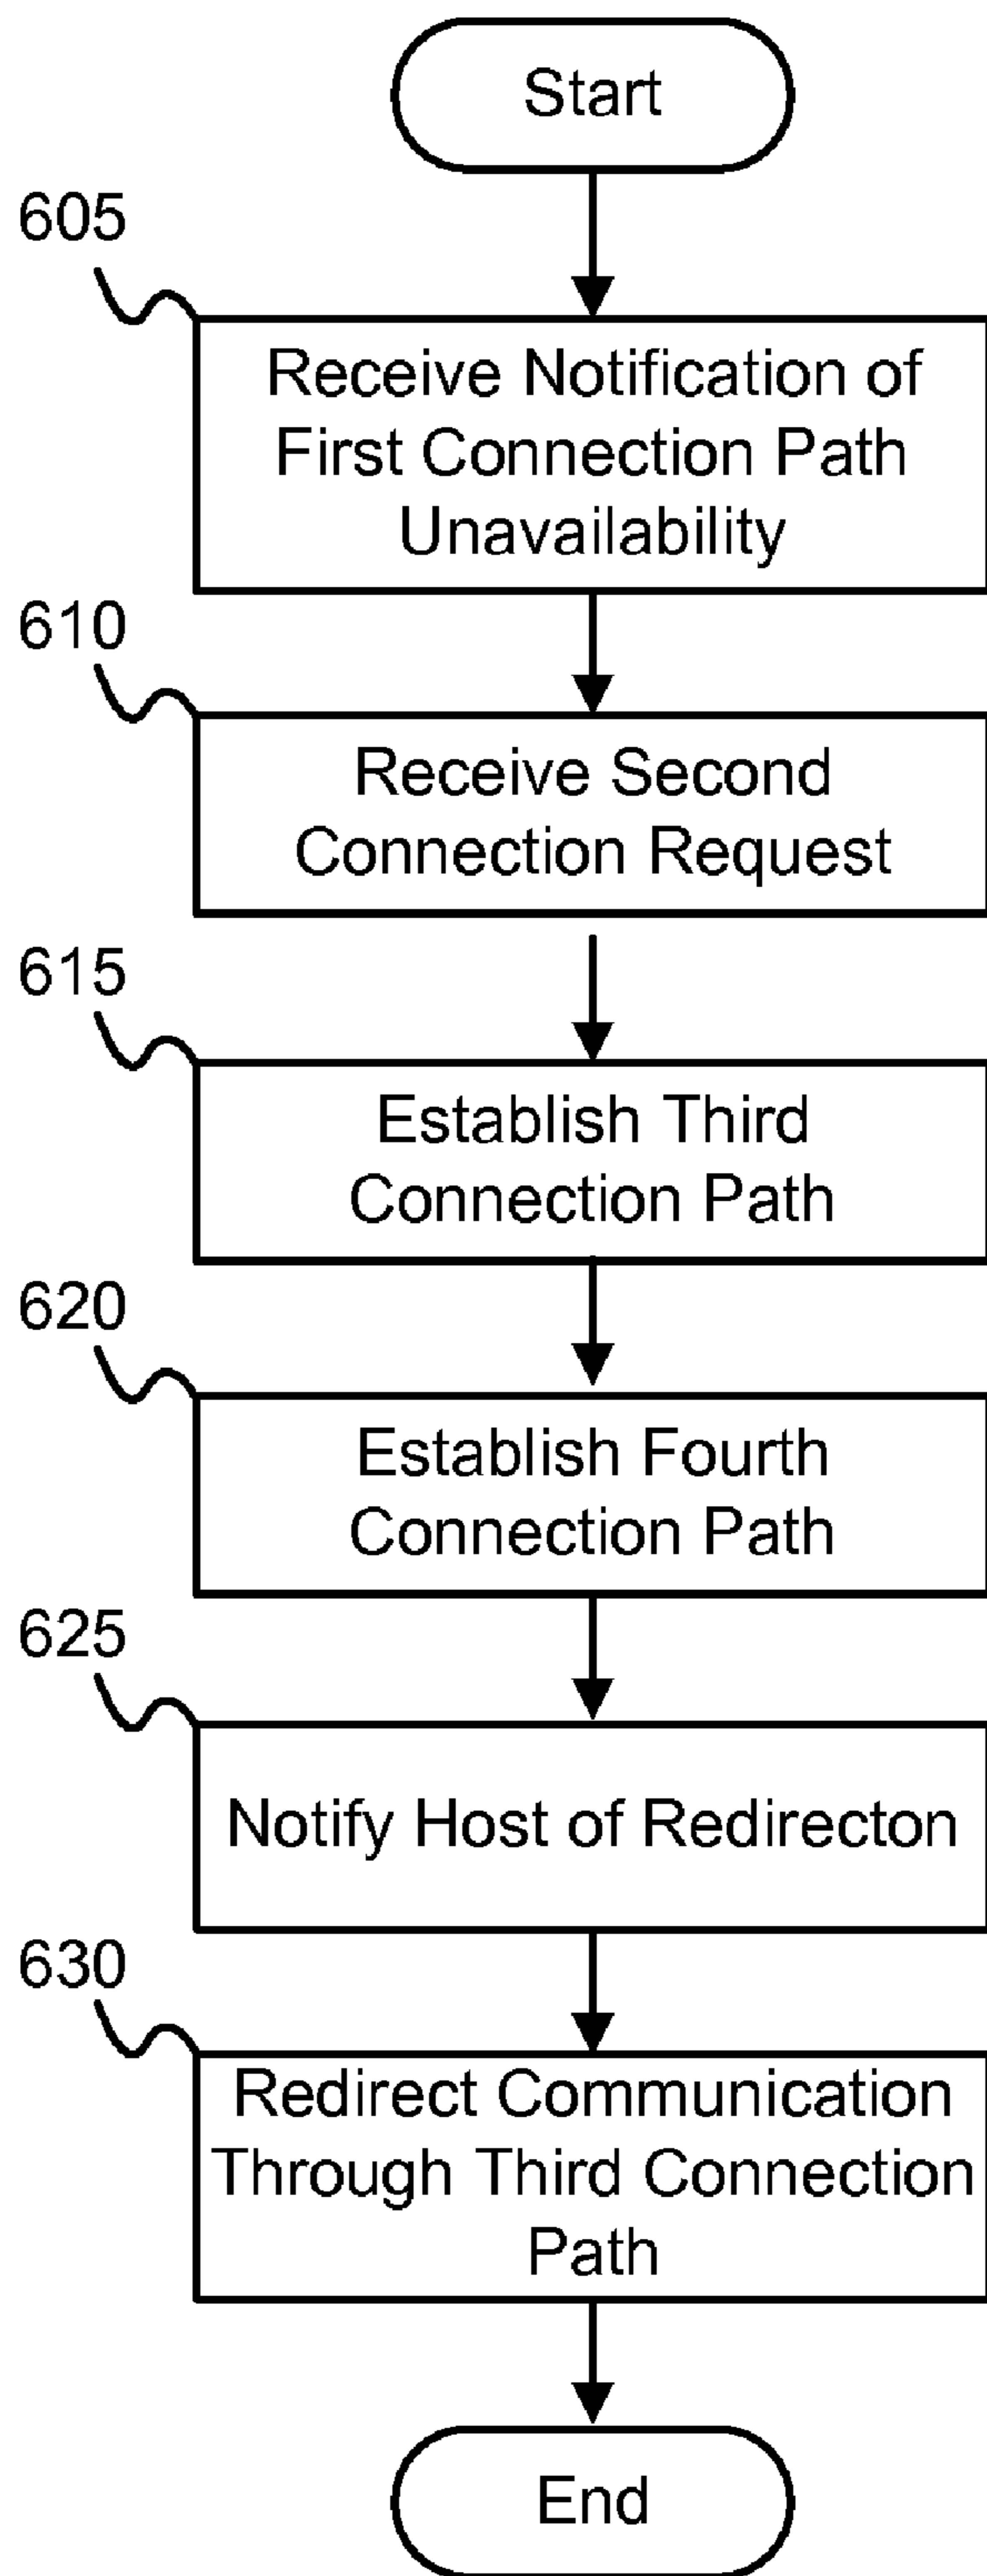 Start
605
Receive Notification of
First Connection Path
Unavailability
610
Receive Second
Connection Request
615
Establish Third
Connection Path
620
Establish Fourth
Connection Path
625
Notify Host of Redirecton
630
Redirect Communication
Through Third Connection
Path
End